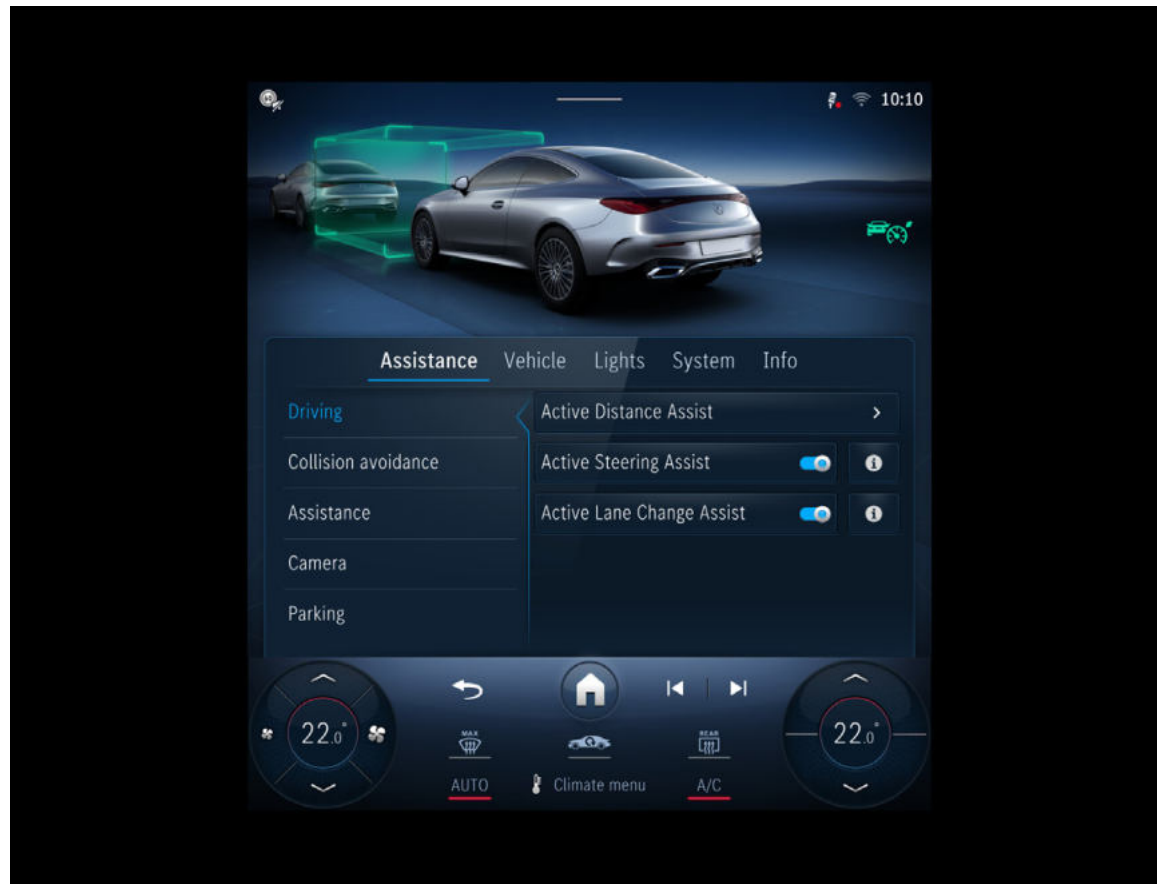 10:10
Assistance Vehicle Lights System Info
Driving
Active Distance Assist
Collision avoidance
Active Steering Assist
Assistance
Active Lane Change Assist
Camera
Parking
22.0°
22.0°
MAX
REAR
AUTO
Climate menu
A/C